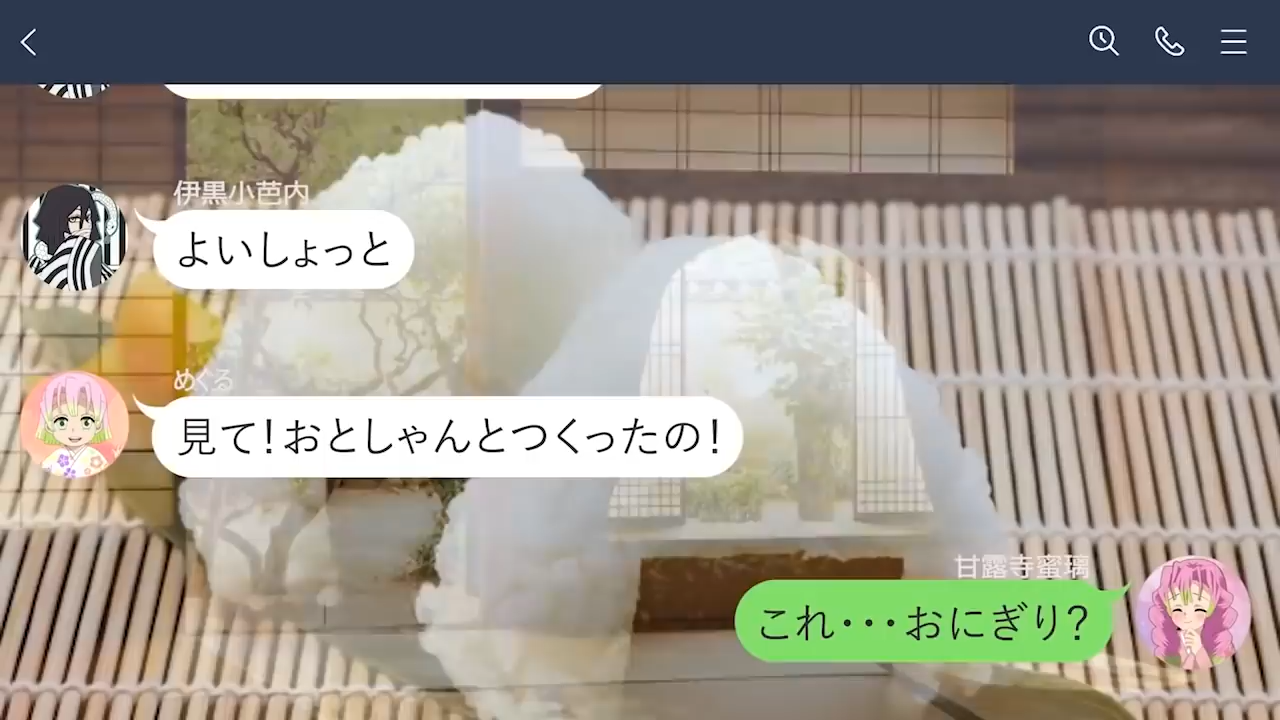 伊黒小芭内
よいしょっと
めぐる
見て!おとしゃんとつくったの!
甘露寺蜜璃
これ・・・おにぎり?